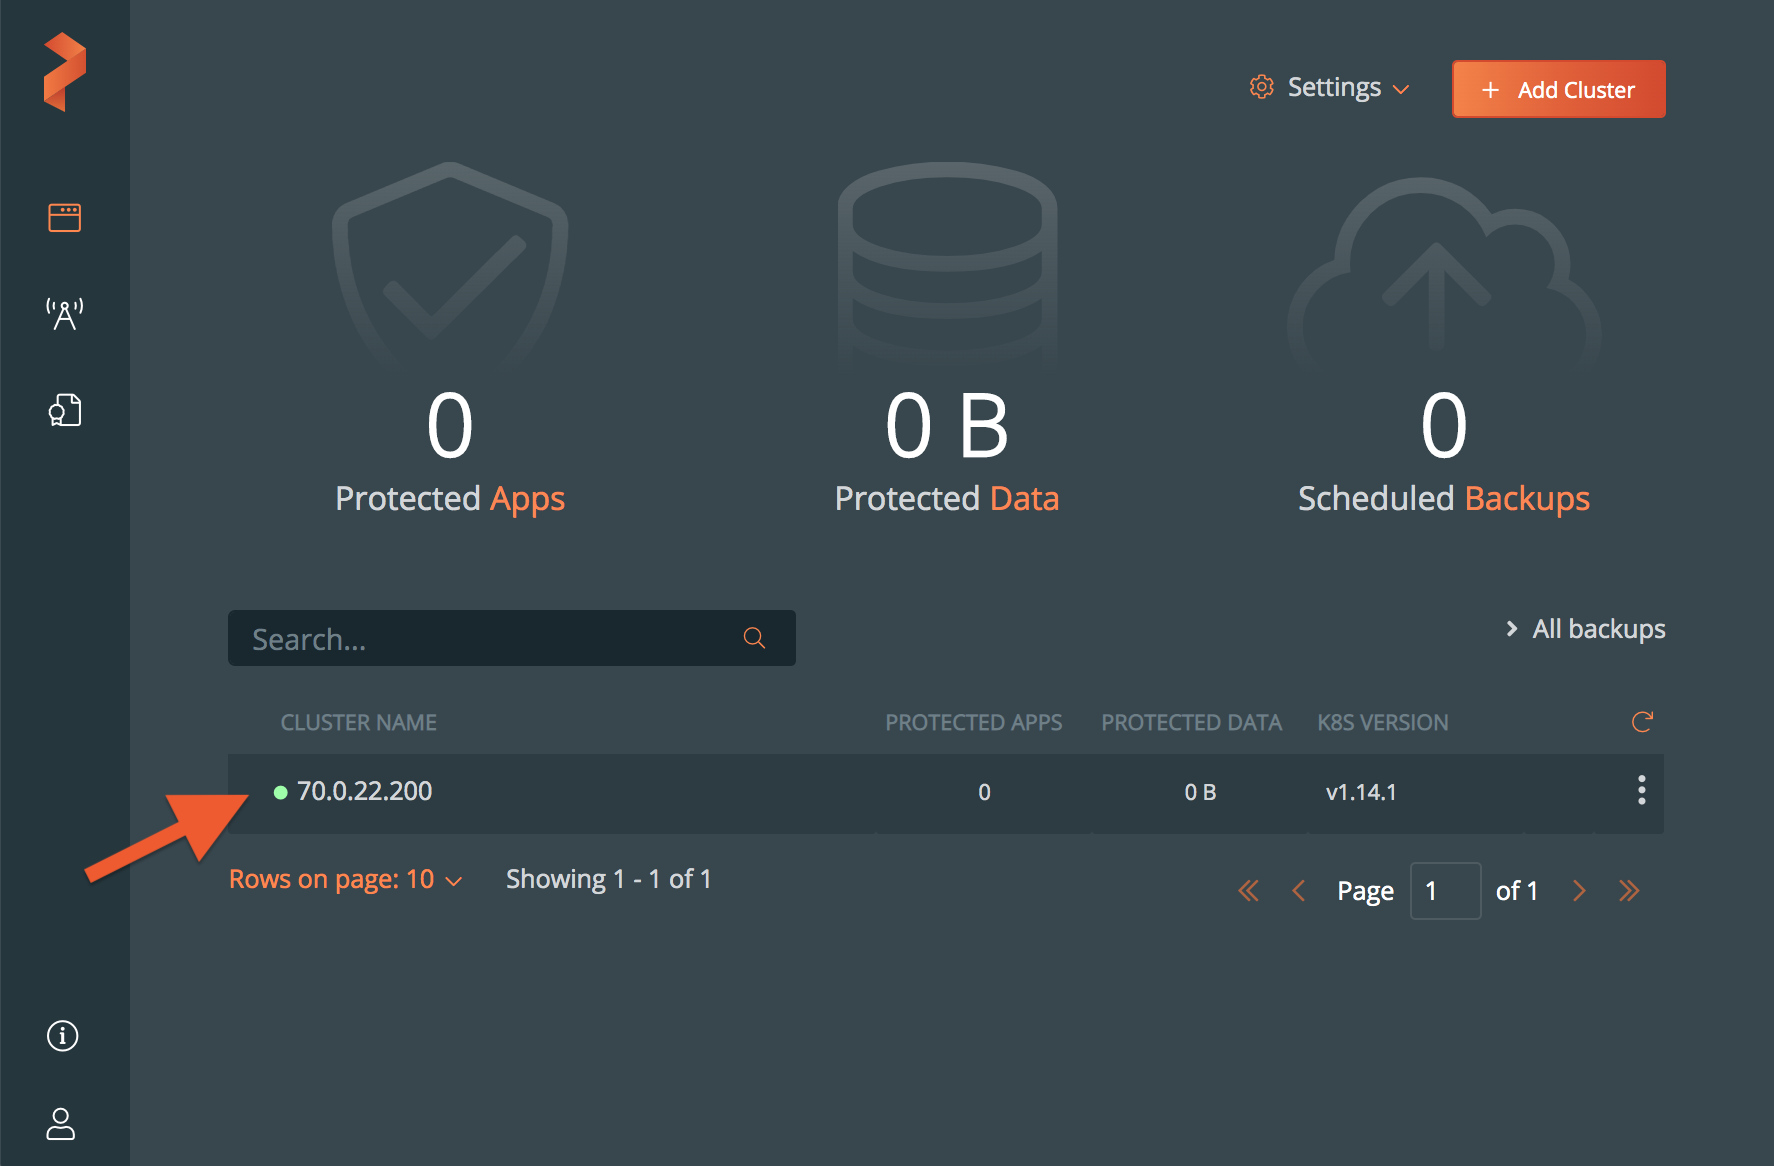 Settings
+ Add Cluster
0
Protected Apps
0 B
Protected Data
0
Scheduled Backups
Search...
All backups
CLUSTER NAME PROTECTED APPS PROTECTED DATA K8S VERSION
70.0.22.200 0 0 B v1.14.1
Rows on page: 10 Showing 1 - 1 of 1
Page 1 of 1